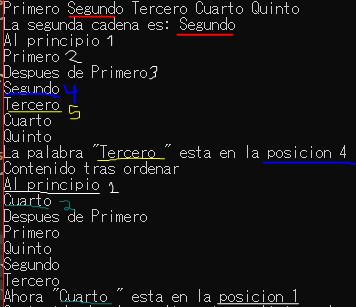 Primero Segundo Tercero Cuarto Quinto
La segunda cadena es: Segundo
Al principio 1
Primero 2
Despues de Primero 3
Segundo 4
Tercero 5
Cuarto
Quinto
La palabra "Tercero " esta en la posicion 4
Contenido tras ordenar
Al principio 1
Cuarto 2
Despues de Primero
Primero
Quinto
Segundo
Tercero
Ahora "Cuarto " esta en la posicion 1